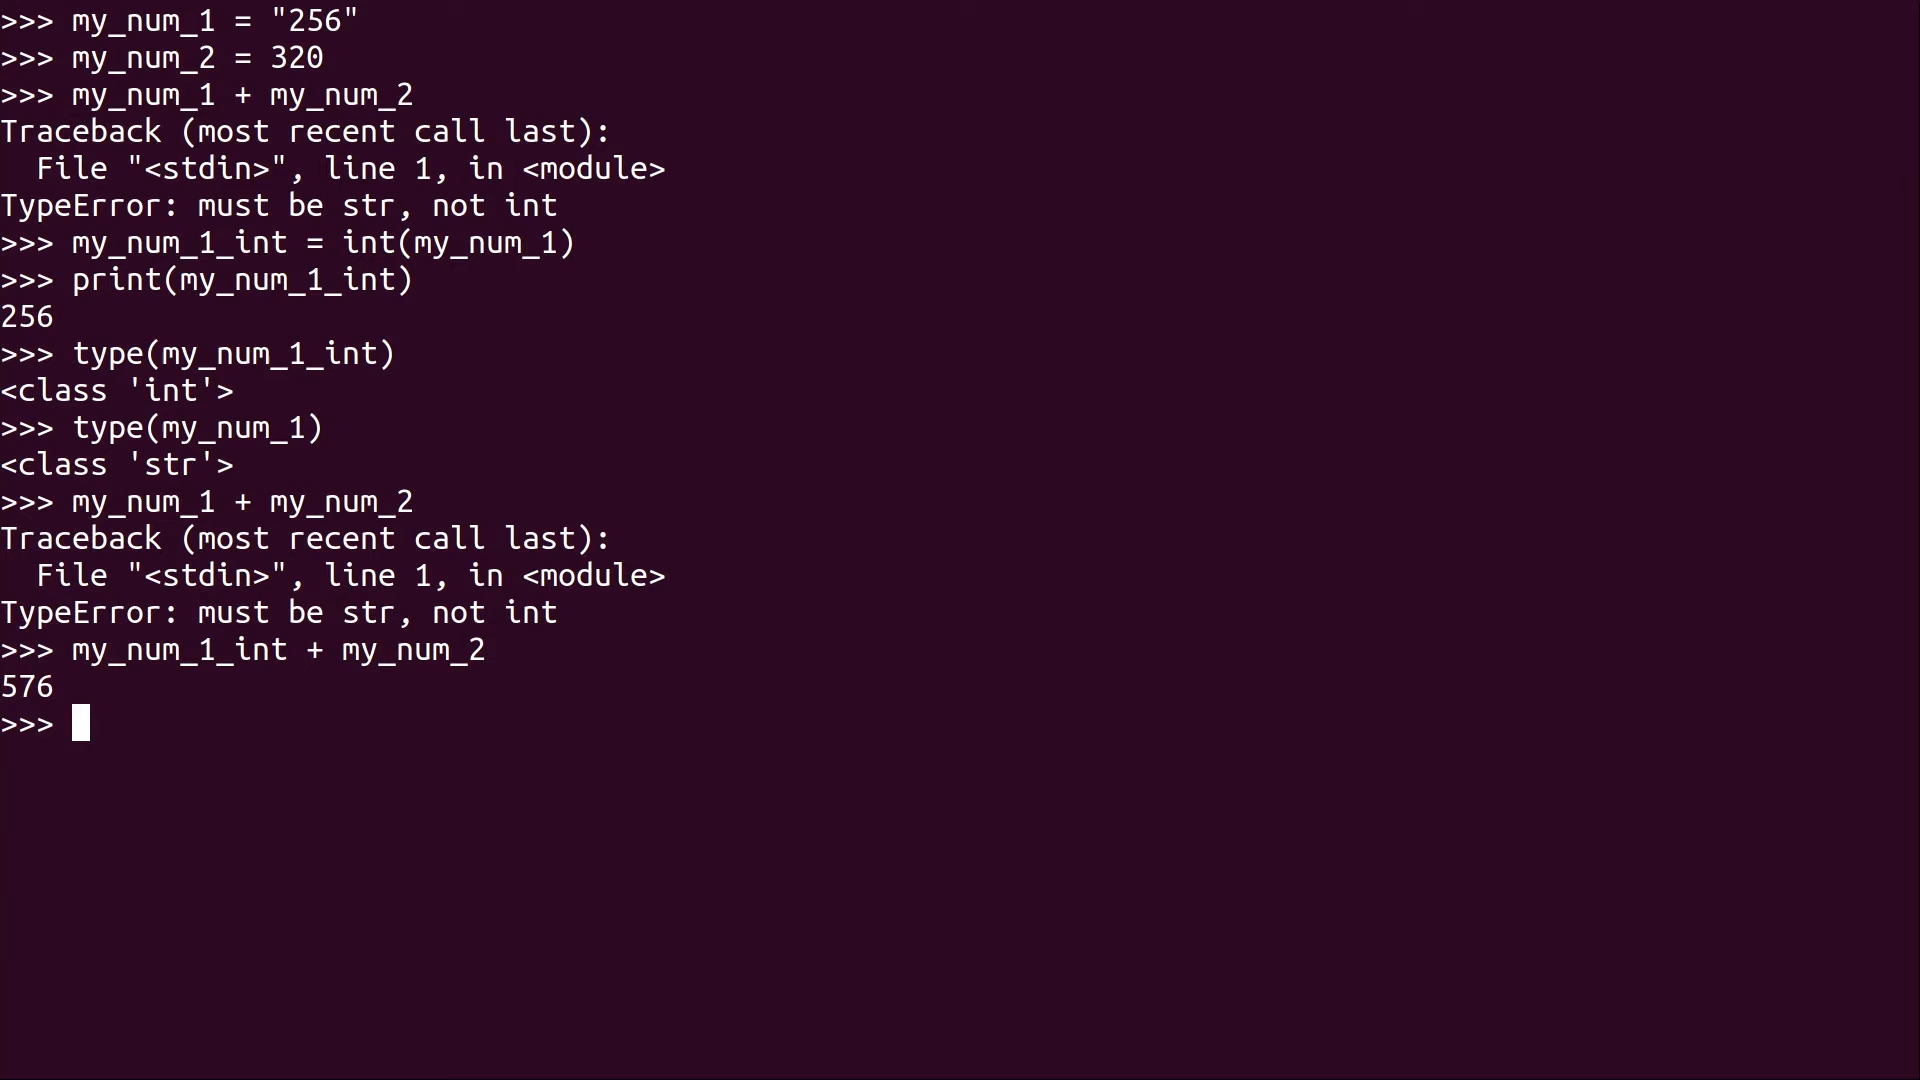 >>> my_num_1 = "256"
>>> my_num_2 = 320
>>> my_num_1 + my_num_2
Traceback (most recent call last):
  File "<stdin>", line 1, in <module>
TypeError: must be str, not int
>>> my_num_1_int = int(my_num_1)
>>> print(my_num_1_int)
256
>>> type(my_num_1_int)
<class 'int'>
>>> type(my_num_1)
<class 'str'>
>>> my_num_1 + my_num_2
Traceback (most recent call last):
  File "<stdin>", line 1, in <module>
TypeError: must be str, not int
>>> my_num_1_int + my_num_2
576
>>>